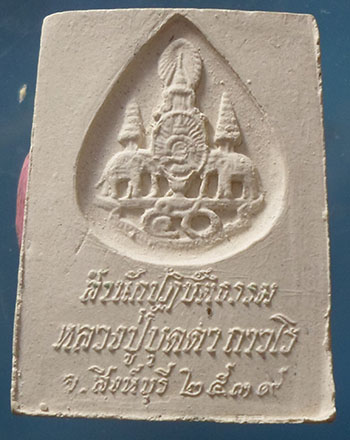 ๕๐
สำนักปฏิบัติธรรม
หลวงปู่บุดดา ถาวโร
จ. สิงห์บุรี ๒๕๓๙